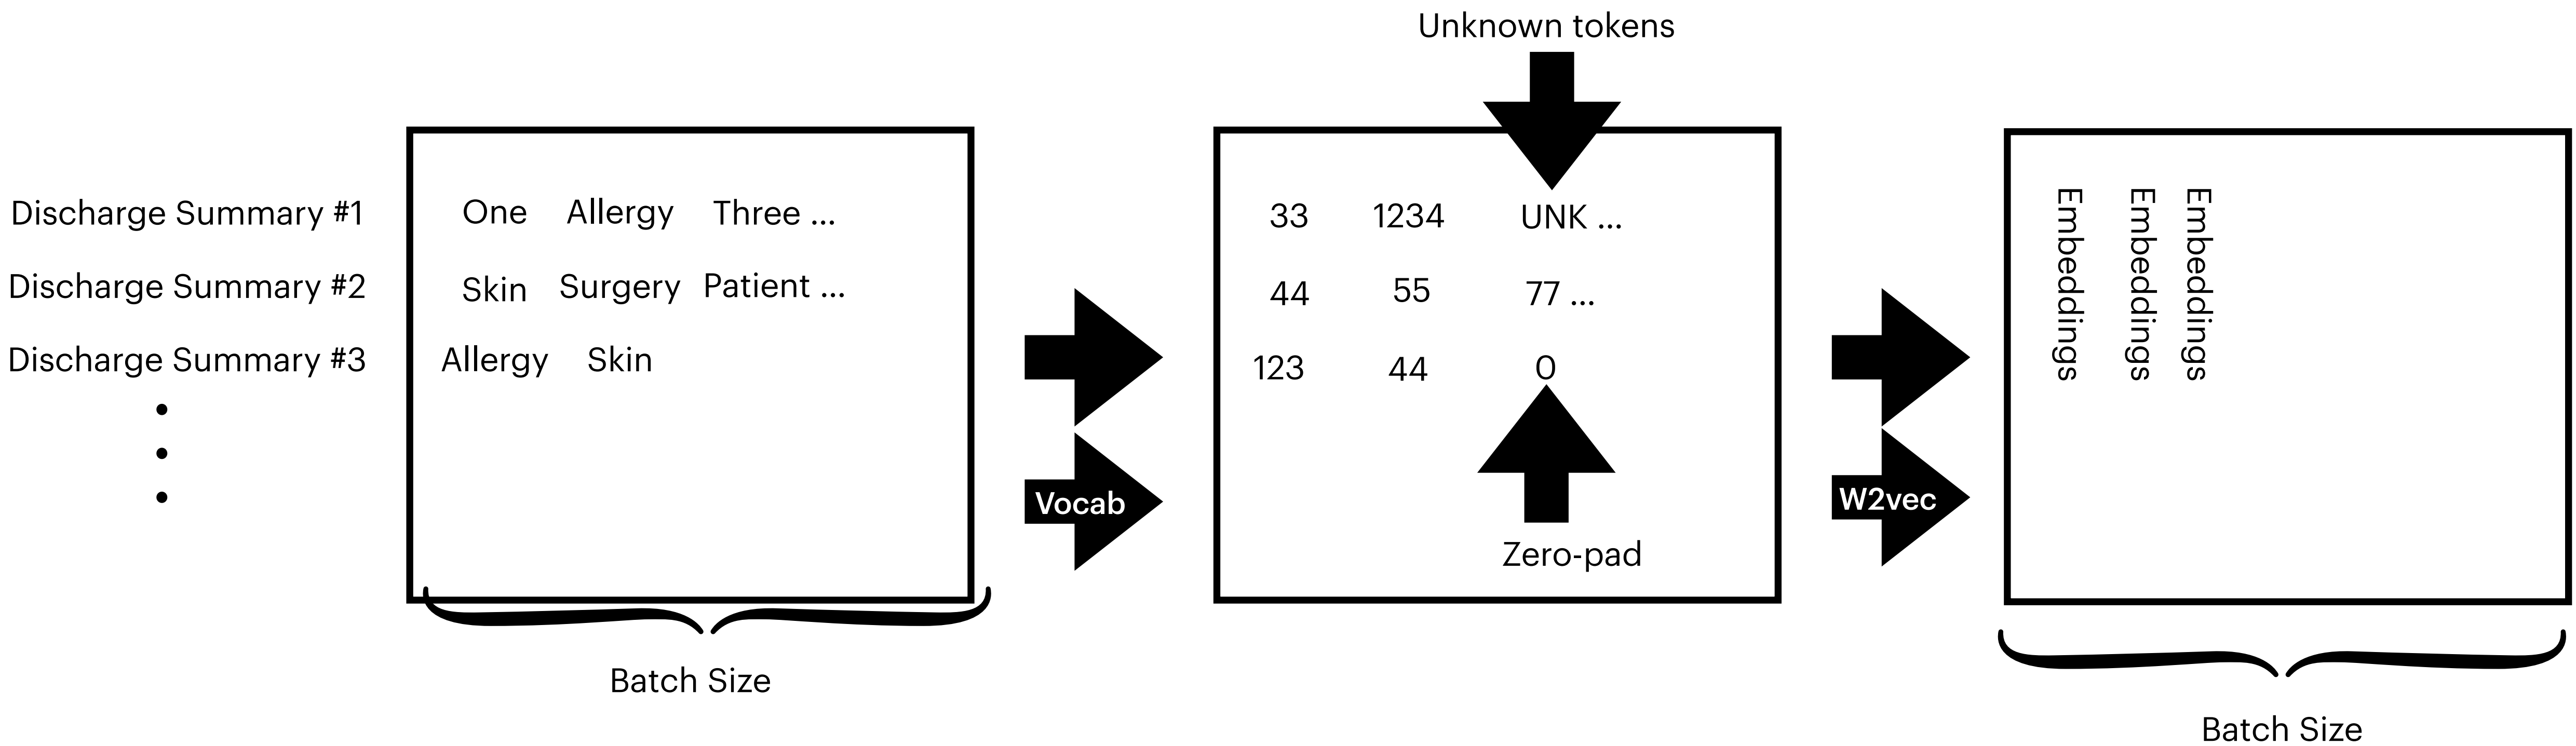 Unknown tokens
Discharge Summary #1
One Allergy Three ...
33 1234 UNK ...
Discharge Summary #2
Skin Surgery Patient ...
44 55 77 ...
Discharge Summary #3
Allergy Skin
123 44 0
Vocab
W2vec
Zero-pad
Embeddings
Embeddings
Embeddings
Batch Size
Batch Size